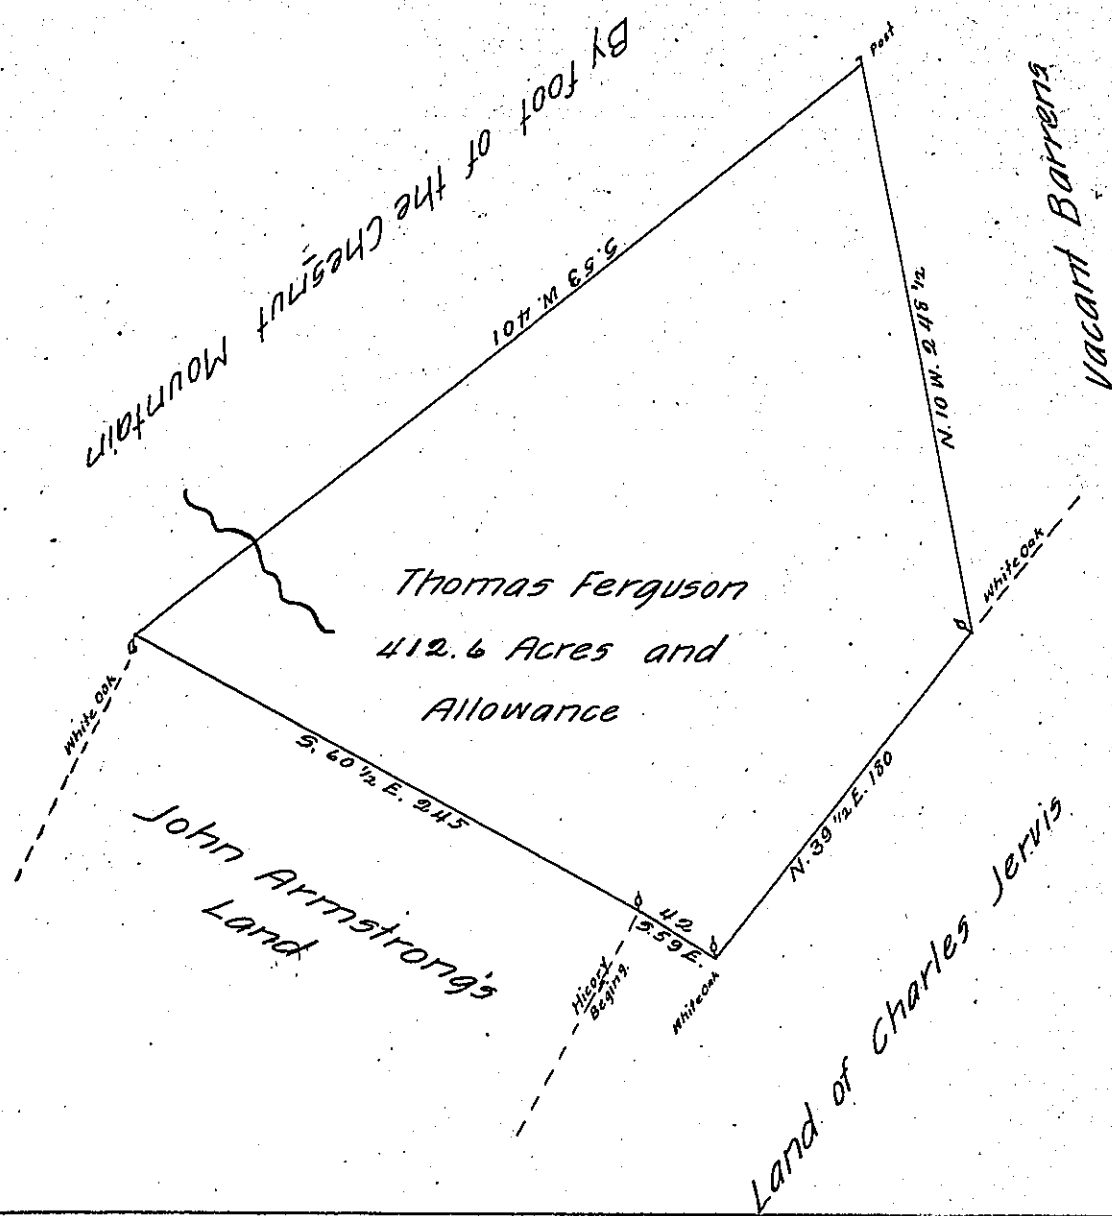 By foot of the Chesnut Mountain
Post
Vacant Barrens
S. 53 W. 401
N. 10 W. 248 ½
White Oak
Thomas Ferguson
412.6 Acres and
Allowance
White Oak
S. 60 ½ E. 245
N. 39 ½ E. 180
John Armstrong's
Land
42
S. 59 E.
Hicory
Begins.
White Oak
Land of Charles Jervis